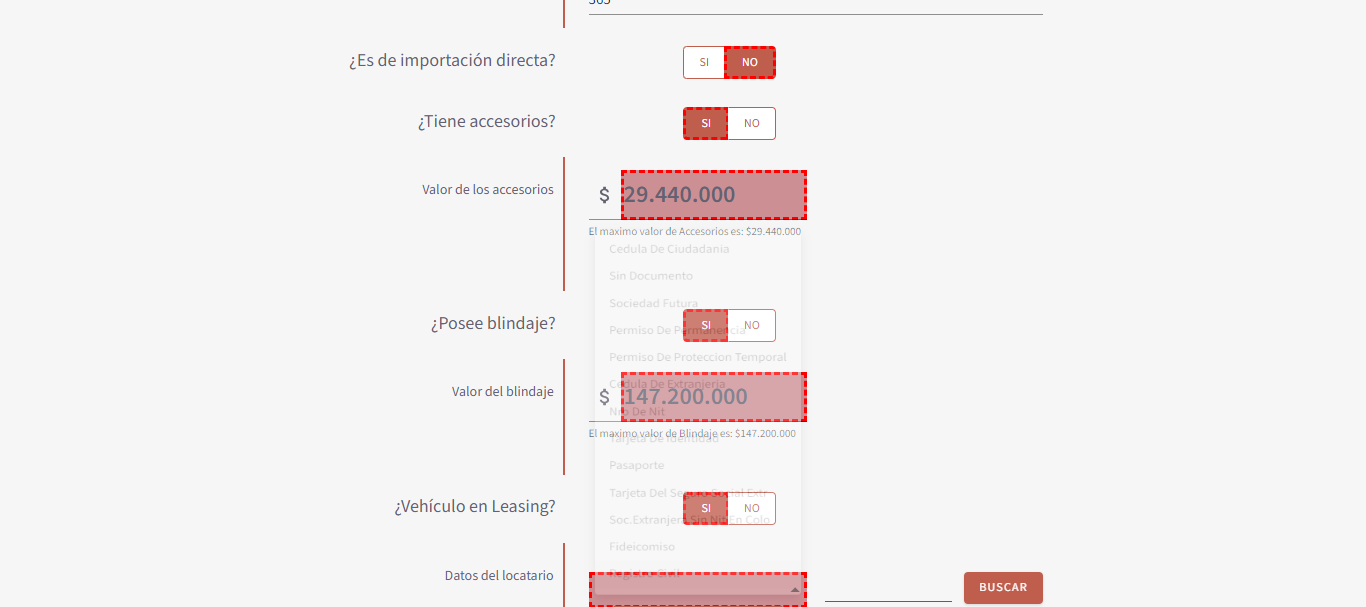 365
¿Es de importación directa?
SI
NO
¿Tiene accesorios?
SI
NO
Valor de los accesorios
$ 29.440.000
El maximo valor de Accesorios es: $29.440.000
Cedula De Ciudadania
Sin Documento
Sociedad Futura
¿Posee blindaje?
SI
NO
Permiso De Permanencia
Permiso De Proteccion Temporal
Cedula De Extranjeria
Valor del blindaje
$ 147.200.000
Nro De Nit
El maximo valor de Blindaje es: $147.200.000
Tarjeta De Identidad
Pasaporte
Tarjeta Del Seguro Social Extr
¿Vehículo en Leasing?
SI
NO
Soc.Extranjera Sin Nit En Colo
Fideicomiso
Registro Civil
Datos del locatario
BUSCAR